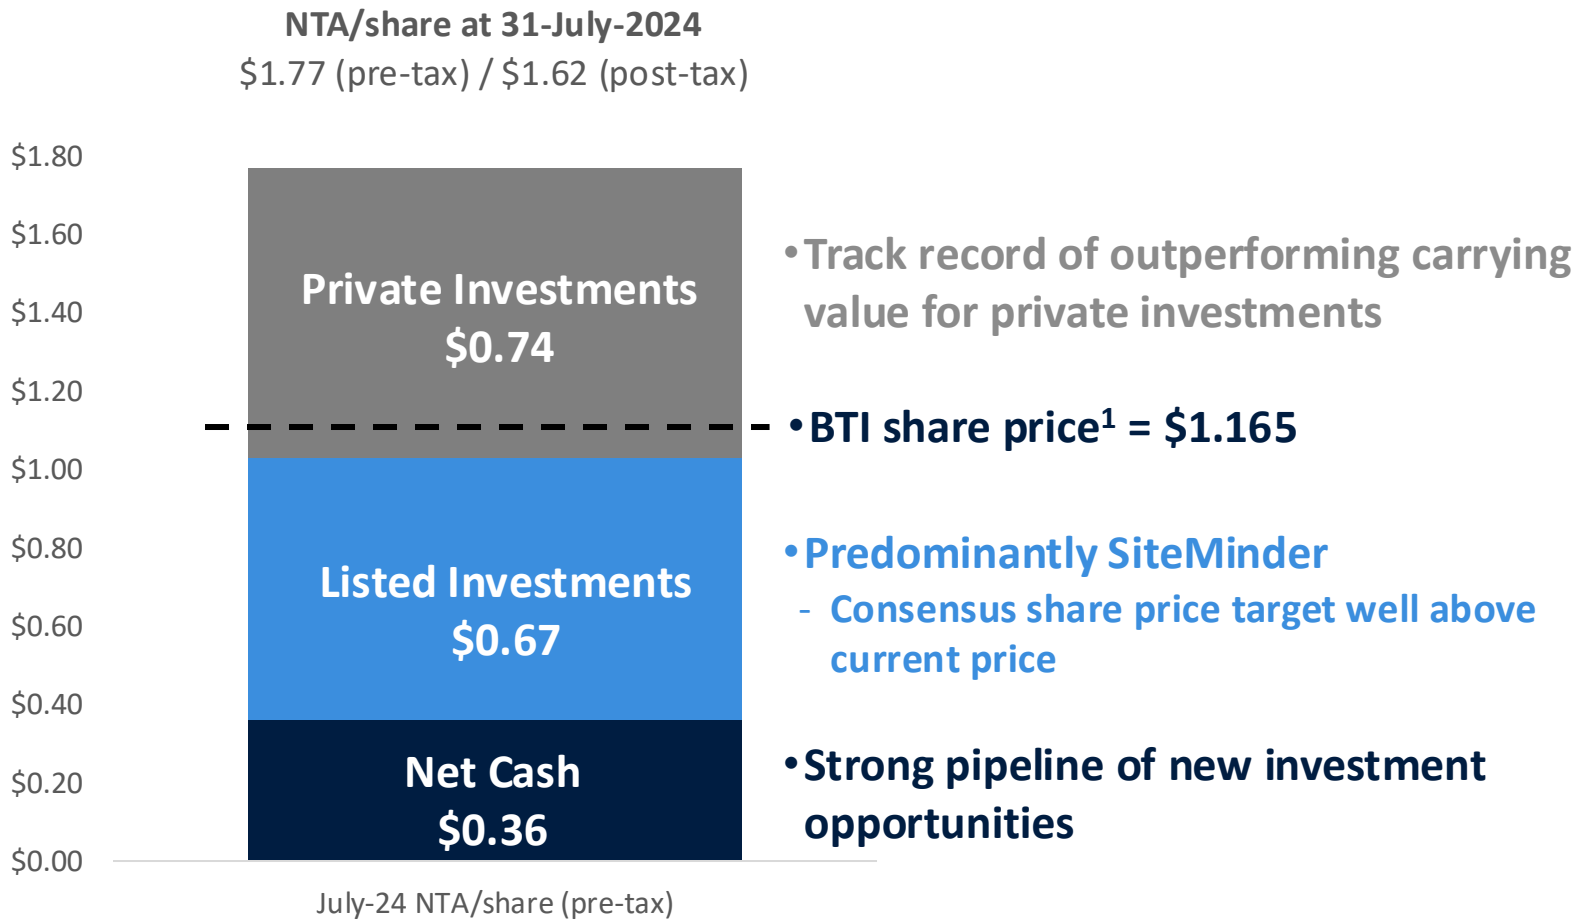 NTA/share at 31-July-2024
$1.77 (pre-tax) / $1.62 (post-tax)
$1.80
$1.60
$1.40
$1.20
$1.00
$0.80
$0.60
$0.40
$0.20
$0.00
Private Investments
$0.74
Listed Investments
$0.67
Net Cash
$0.36
July-24 NTA/share (pre-tax)
•Track record of outperforming carrying
value for private investments
•BTI share price¹ = $1.165
•Predominantly SiteMinder
- Consensus share price target well above
current price
•Strong pipeline of new investment
opportunities